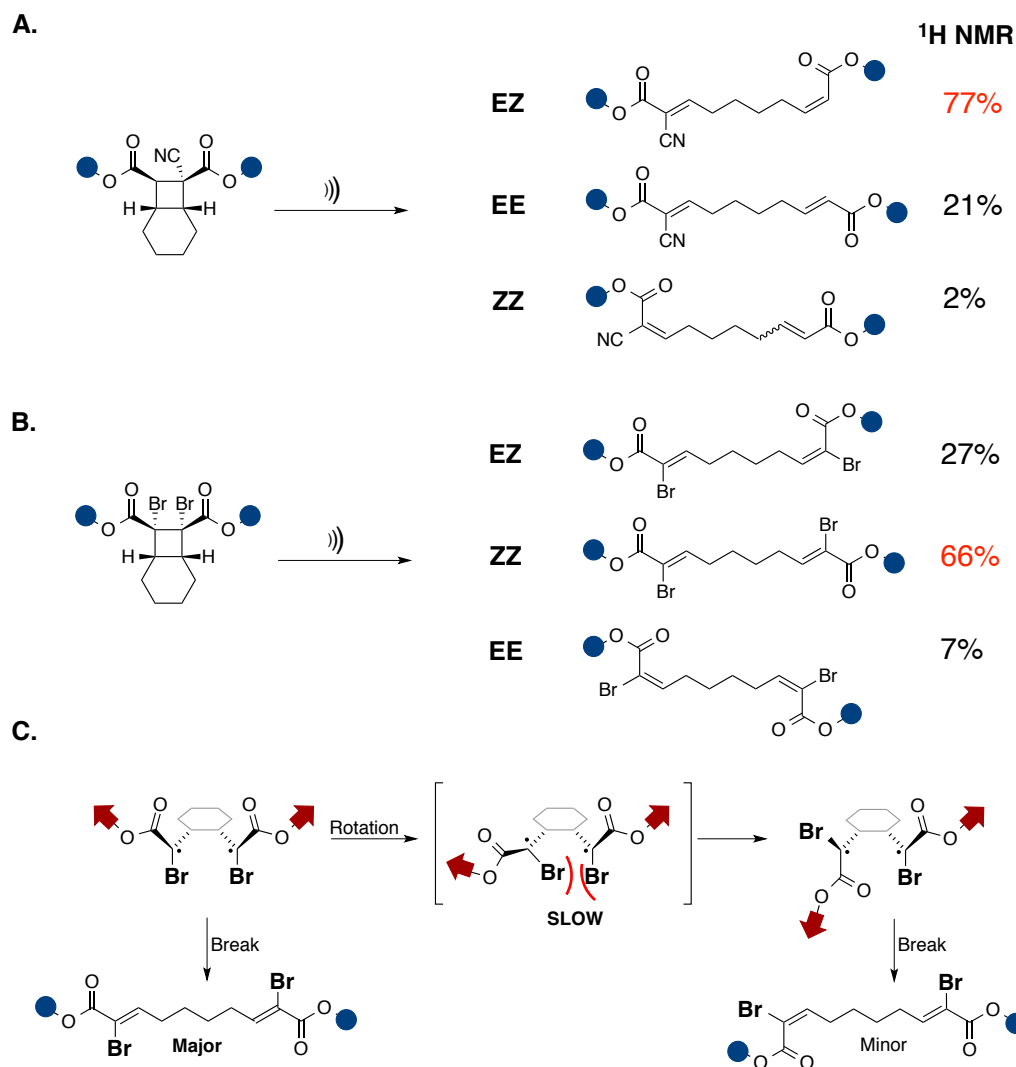 A.
¹H NMR
EZ
O
O
CN
O
O
77%
O NC O
O O
H H
EE
O
O
CN
O
O
21%
ZZ
O O
NC
O
O
2%
B.
EZ
O
O
Br
O O
Br
27%
O Br Br O
O O
H H
ZZ
O
O
Br
Br
O
O
66%
EE
O O
Br
Br
O O
7%
C.
O O
O O
Br Br
Rotation
O O
O O
Br Br
SLOW
Br O
O
O O
Br
Break
Break
O
O
Br
Br
O
O
Major
Br
O O
Br
O
O
Minor